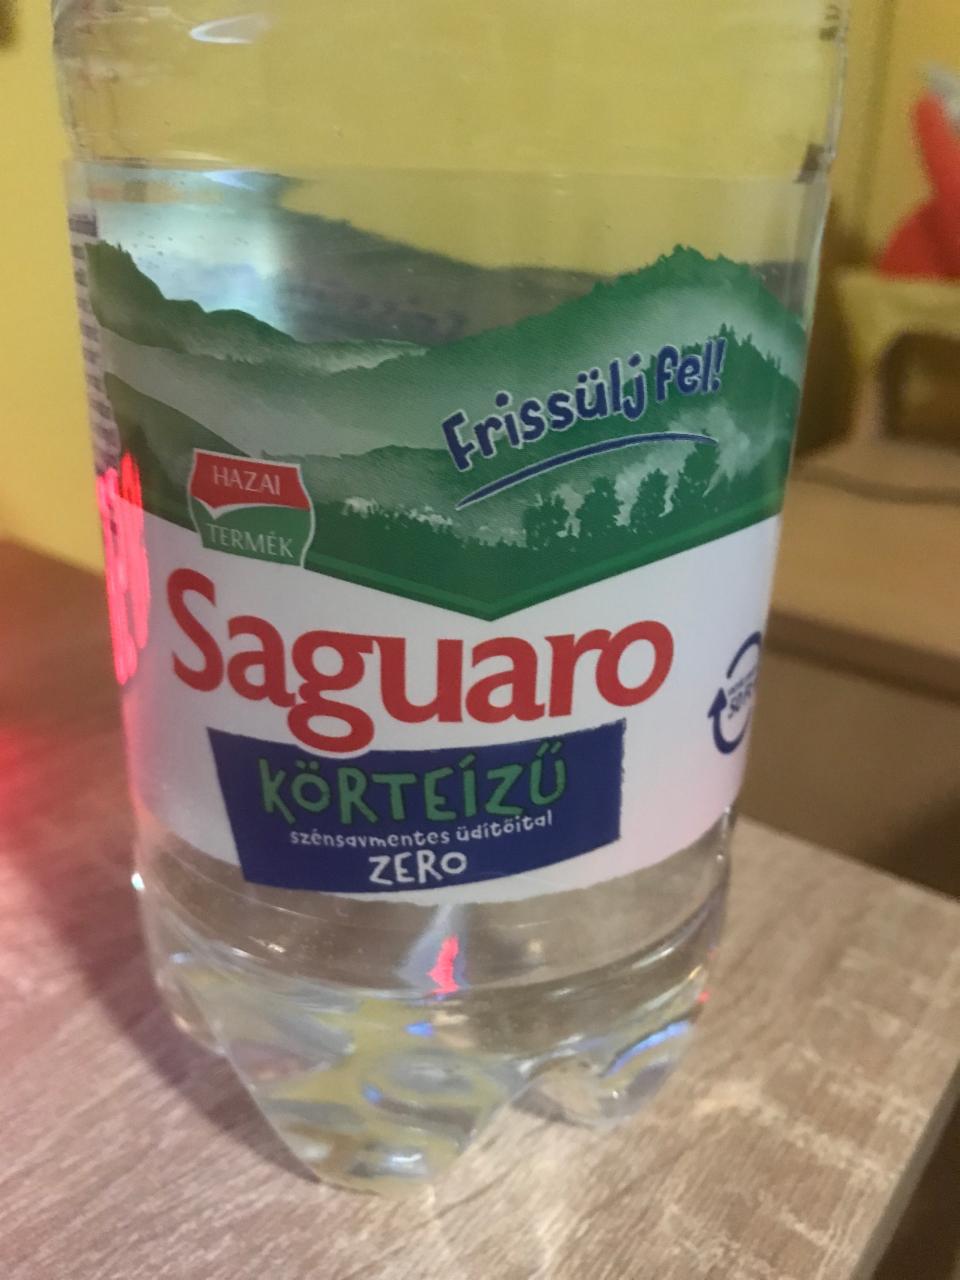 Frissülj fel!
HAZAI
TERMÉK
Saguaro
KÖRTEÍZŰ
szénsavmentes üdítőital
ZERO